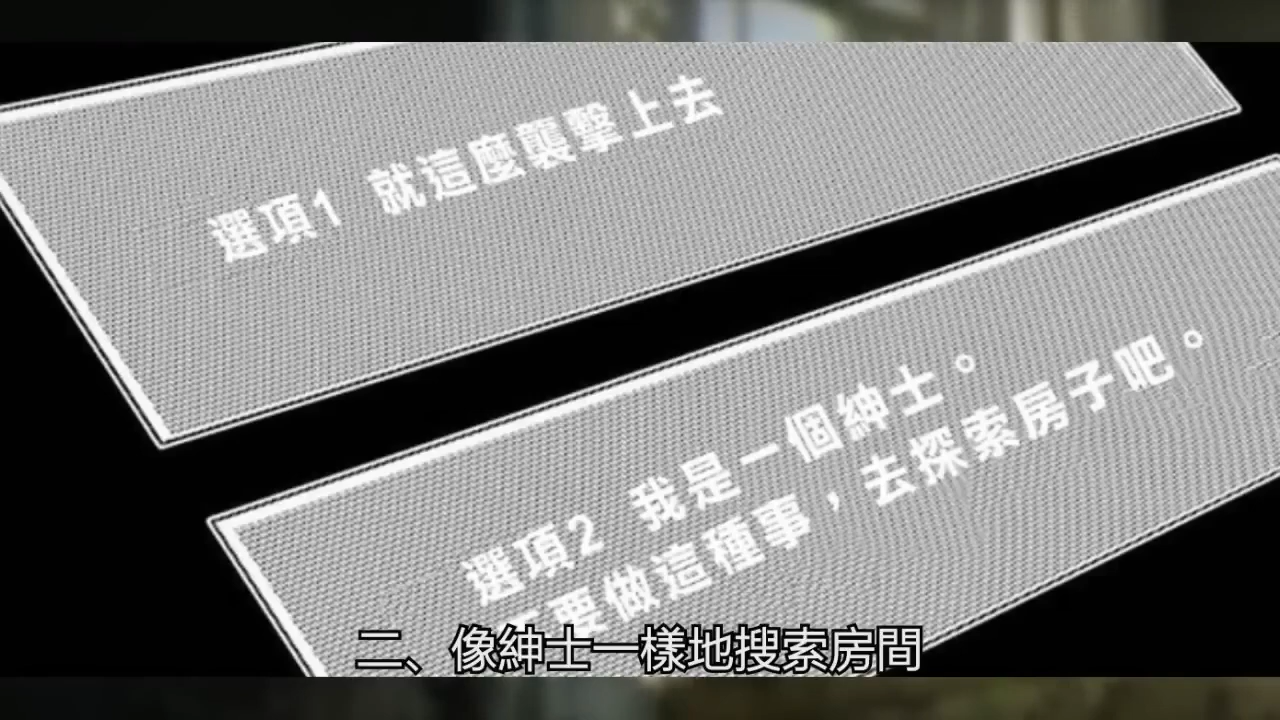 選項1 就這麼襲擊上去
選項2 我是一個紳士。
要做這種事，去探索房子吧。
二、像紳士一樣地搜索房間